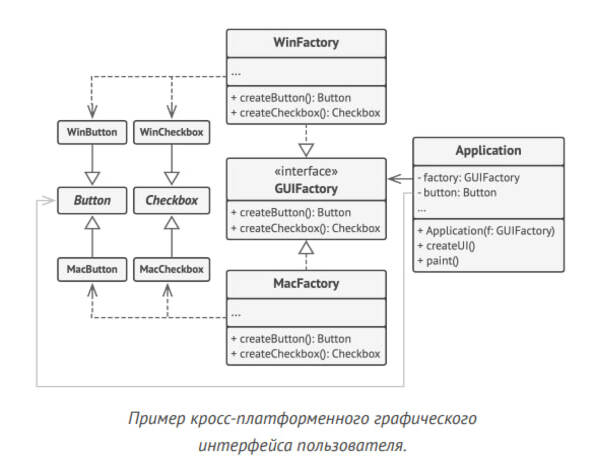 WinFactory
...
+ createButton(): Button
+ createCheckbox(): Checkbox
WinButton
WinCheckbox
«interface»
GUIFactory
+ createButton(): Button
+ createCheckbox(): Checkbox
Application
- factory: GUIFactory
- button: Button
...
+ Application(f: GUIFactory)
+ createUI()
+ paint()
Button
Checkbox
MacButton
MacCheckbox
MacFactory
...
+ createButton(): Button
+ createCheckbox(): Checkbox
Пример кросс-платформенного графического
интерфейса пользователя.